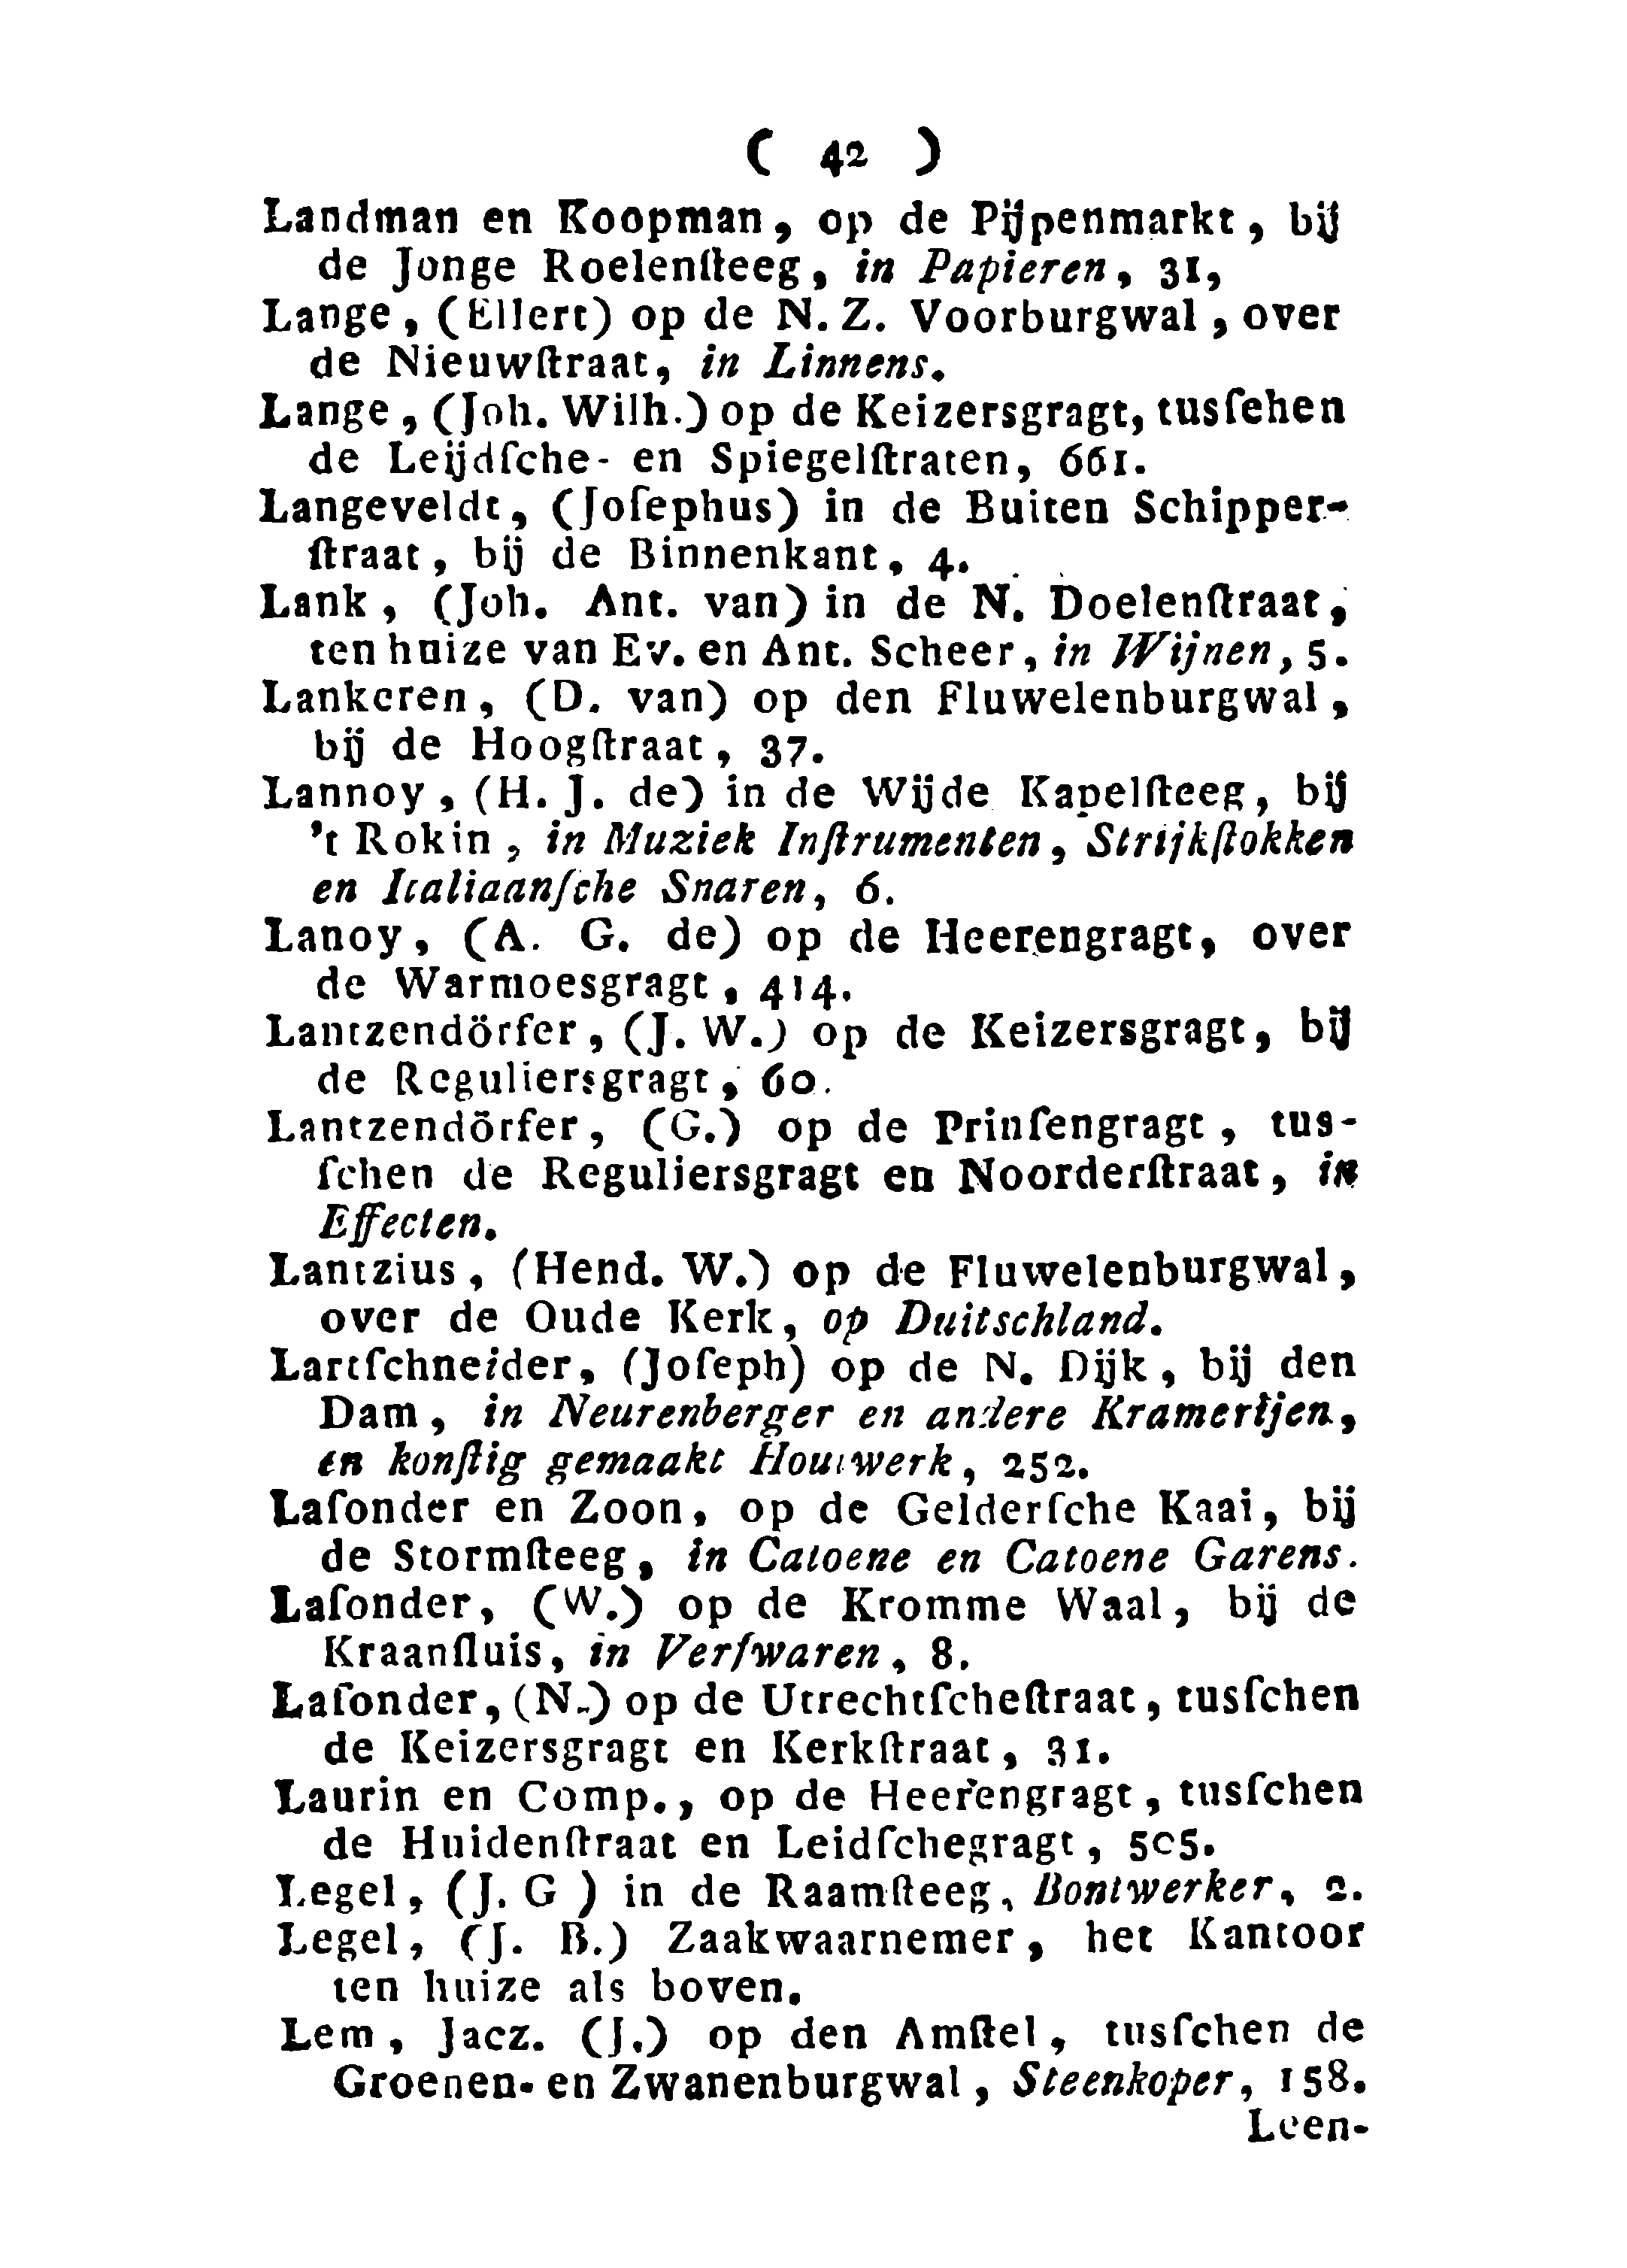 ( 42 )
Landman en Koopman, op de Pijpenmarkt, bij
de Jonge Roelenſteeg, in Papieren, 31,
Lange, (Ellert) op de N. Z. Voorburgwal, over
de Nieuwſtraat, in Linnens.
Lange, (Joh. Wilh.) op de Keizersgragt, tusſehen
de Leijdſche- en Spiegelſtraten, 661.
Langeveldt, (Joſephus) in de Buiten Schipper-
ſtraat, bij de Binnenkant, 4.
Lank, (Joh. Ant. van) in de N. Doelenſtraat,
ten huize van Ev. en Ant. Scheer, in Wijnen, 5.
Lankeren, (D. van) op den Fluwelenburgwal,
bij de Hoogſtraat, 37.
Lannoy, (H. J. de) in de Wijde Kapelſteeg, bij
't Rokin, in Muziek Inſtrumenten, Strijkſtokken
en Italiaanſche Snaren, 6.
Lanoy, (A. G. de) op de Heerengragt, over
de Warmoesgragt, 414.
Lantzendörfer, (J. W.) op de Keizersgragt, bij
de Reguliersgragt, 60.
Lantzendörfer, (G.) op de Prinſengragt, tus-
ſchen de Reguliersgragt en Noorderſtraat, in
Effecten.
Lantzius, (Hend. W.) op de Fluwelenburgwal,
over de Oude Kerk, op Duitschland.
Lartſchneider, (Joſeph) op de N. Dijk, bij den
Dam, in Neurenberger en andere Kramerijen,
en konſtig gemaakt Houtwerk, 252.
Laſonder en Zoon, op de Gelderſche Kaai, bij
de Stormſteeg, in Catoene en Catoene Garens.
Laſonder, (W.) op de Kromme Waal, bij de
Kraanſluis, in Verfwaren, 8.
Laſonder, (N.) op de Utrechtſcheſtraat, tusſchen
de Keizersgragt en Kerkſtraat, 31.
Laurin en Comp., op de Heerengragt, tusſchen
de Huidenſtraat en Leidſchegragt, 505.
Legel, (J. G ) in de Raamſteeg, Bontwerker, 2.
Legel, (J. B.) Zaakwaarnemer, het Kantoor
ten huize als boven.
Lem, Jacz. (J.) op den Amſtel, tusſchen de
Groenen- en Zwanenburgwal, Steenkoper, 158.
Leen-